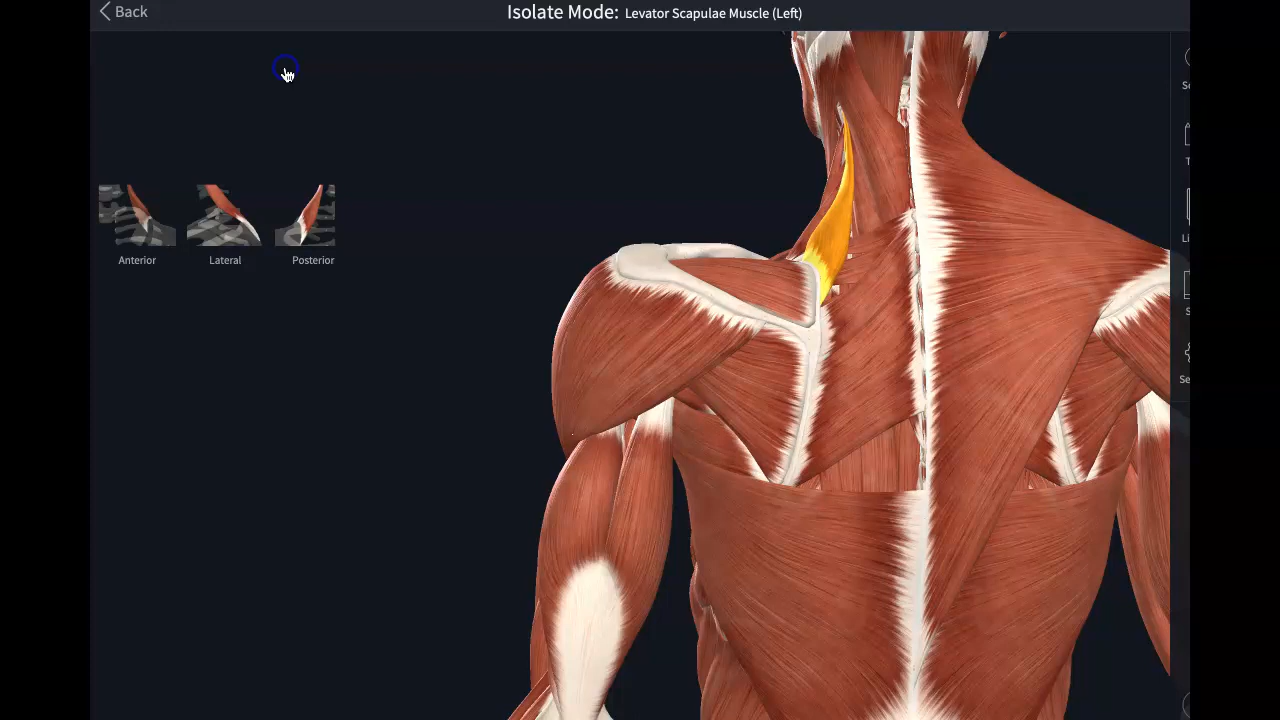 Back
Isolate Mode: Levator Scapulae Muscle (Left)
Anterior
Lateral
Posterior